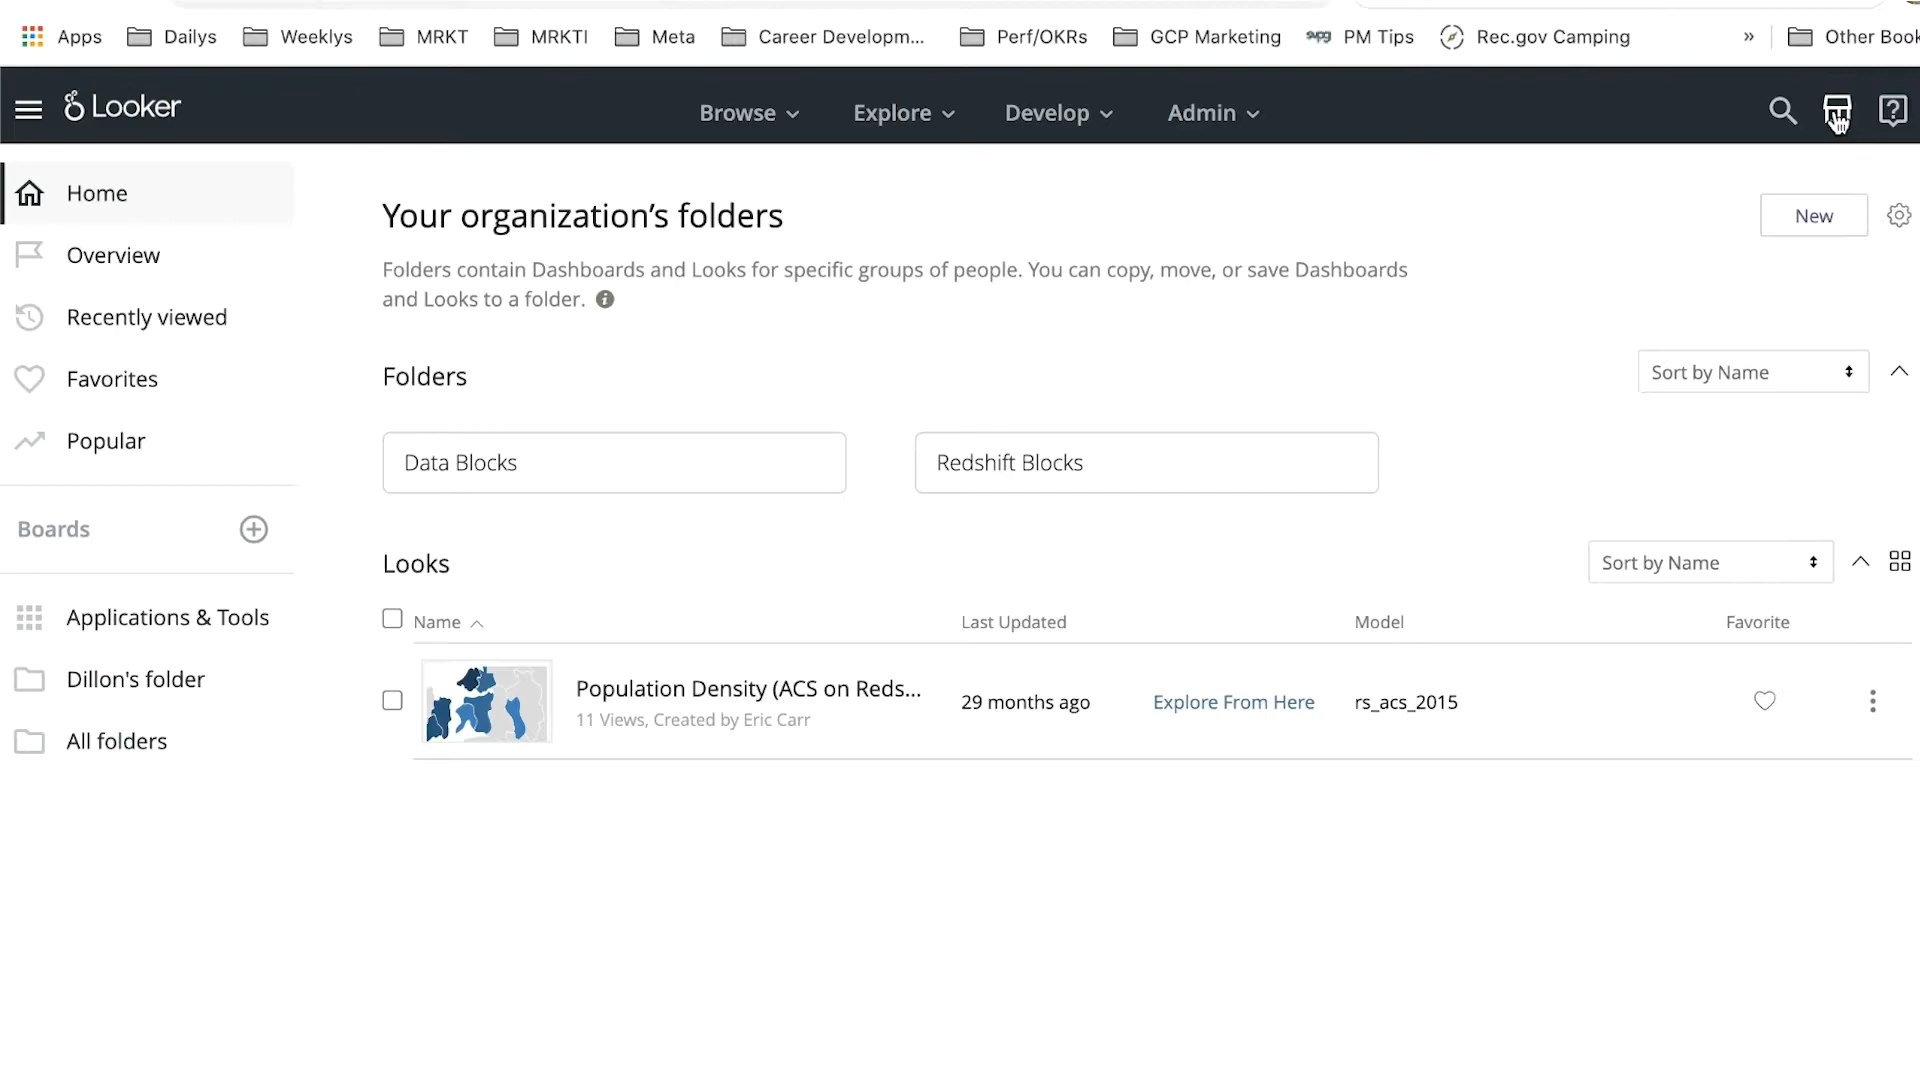 Apps Dailys Weeklys MRKT MRKTI Meta Career Developm... Perf/OKRs GCP Marketing svpg PM Tips Rec.gov Camping » Other Book
Looker Browse Explore Develop Admin
Home
Overview
Recently viewed
Favorites
Popular
Boards
Applications & Tools
Dillon's folder
All folders
Your organization's folders
New
Folders contain Dashboards and Looks for specific groups of people. You can copy, move, or save Dashboards
and Looks to a folder.
Folders
Sort by Name
Data Blocks Redshift Blocks
Looks
Sort by Name
Name Last Updated Model Favorite
Population Density (ACS on Reds...
11 Views, Created by Eric Carr
29 months ago Explore From Here rs_acs_2015